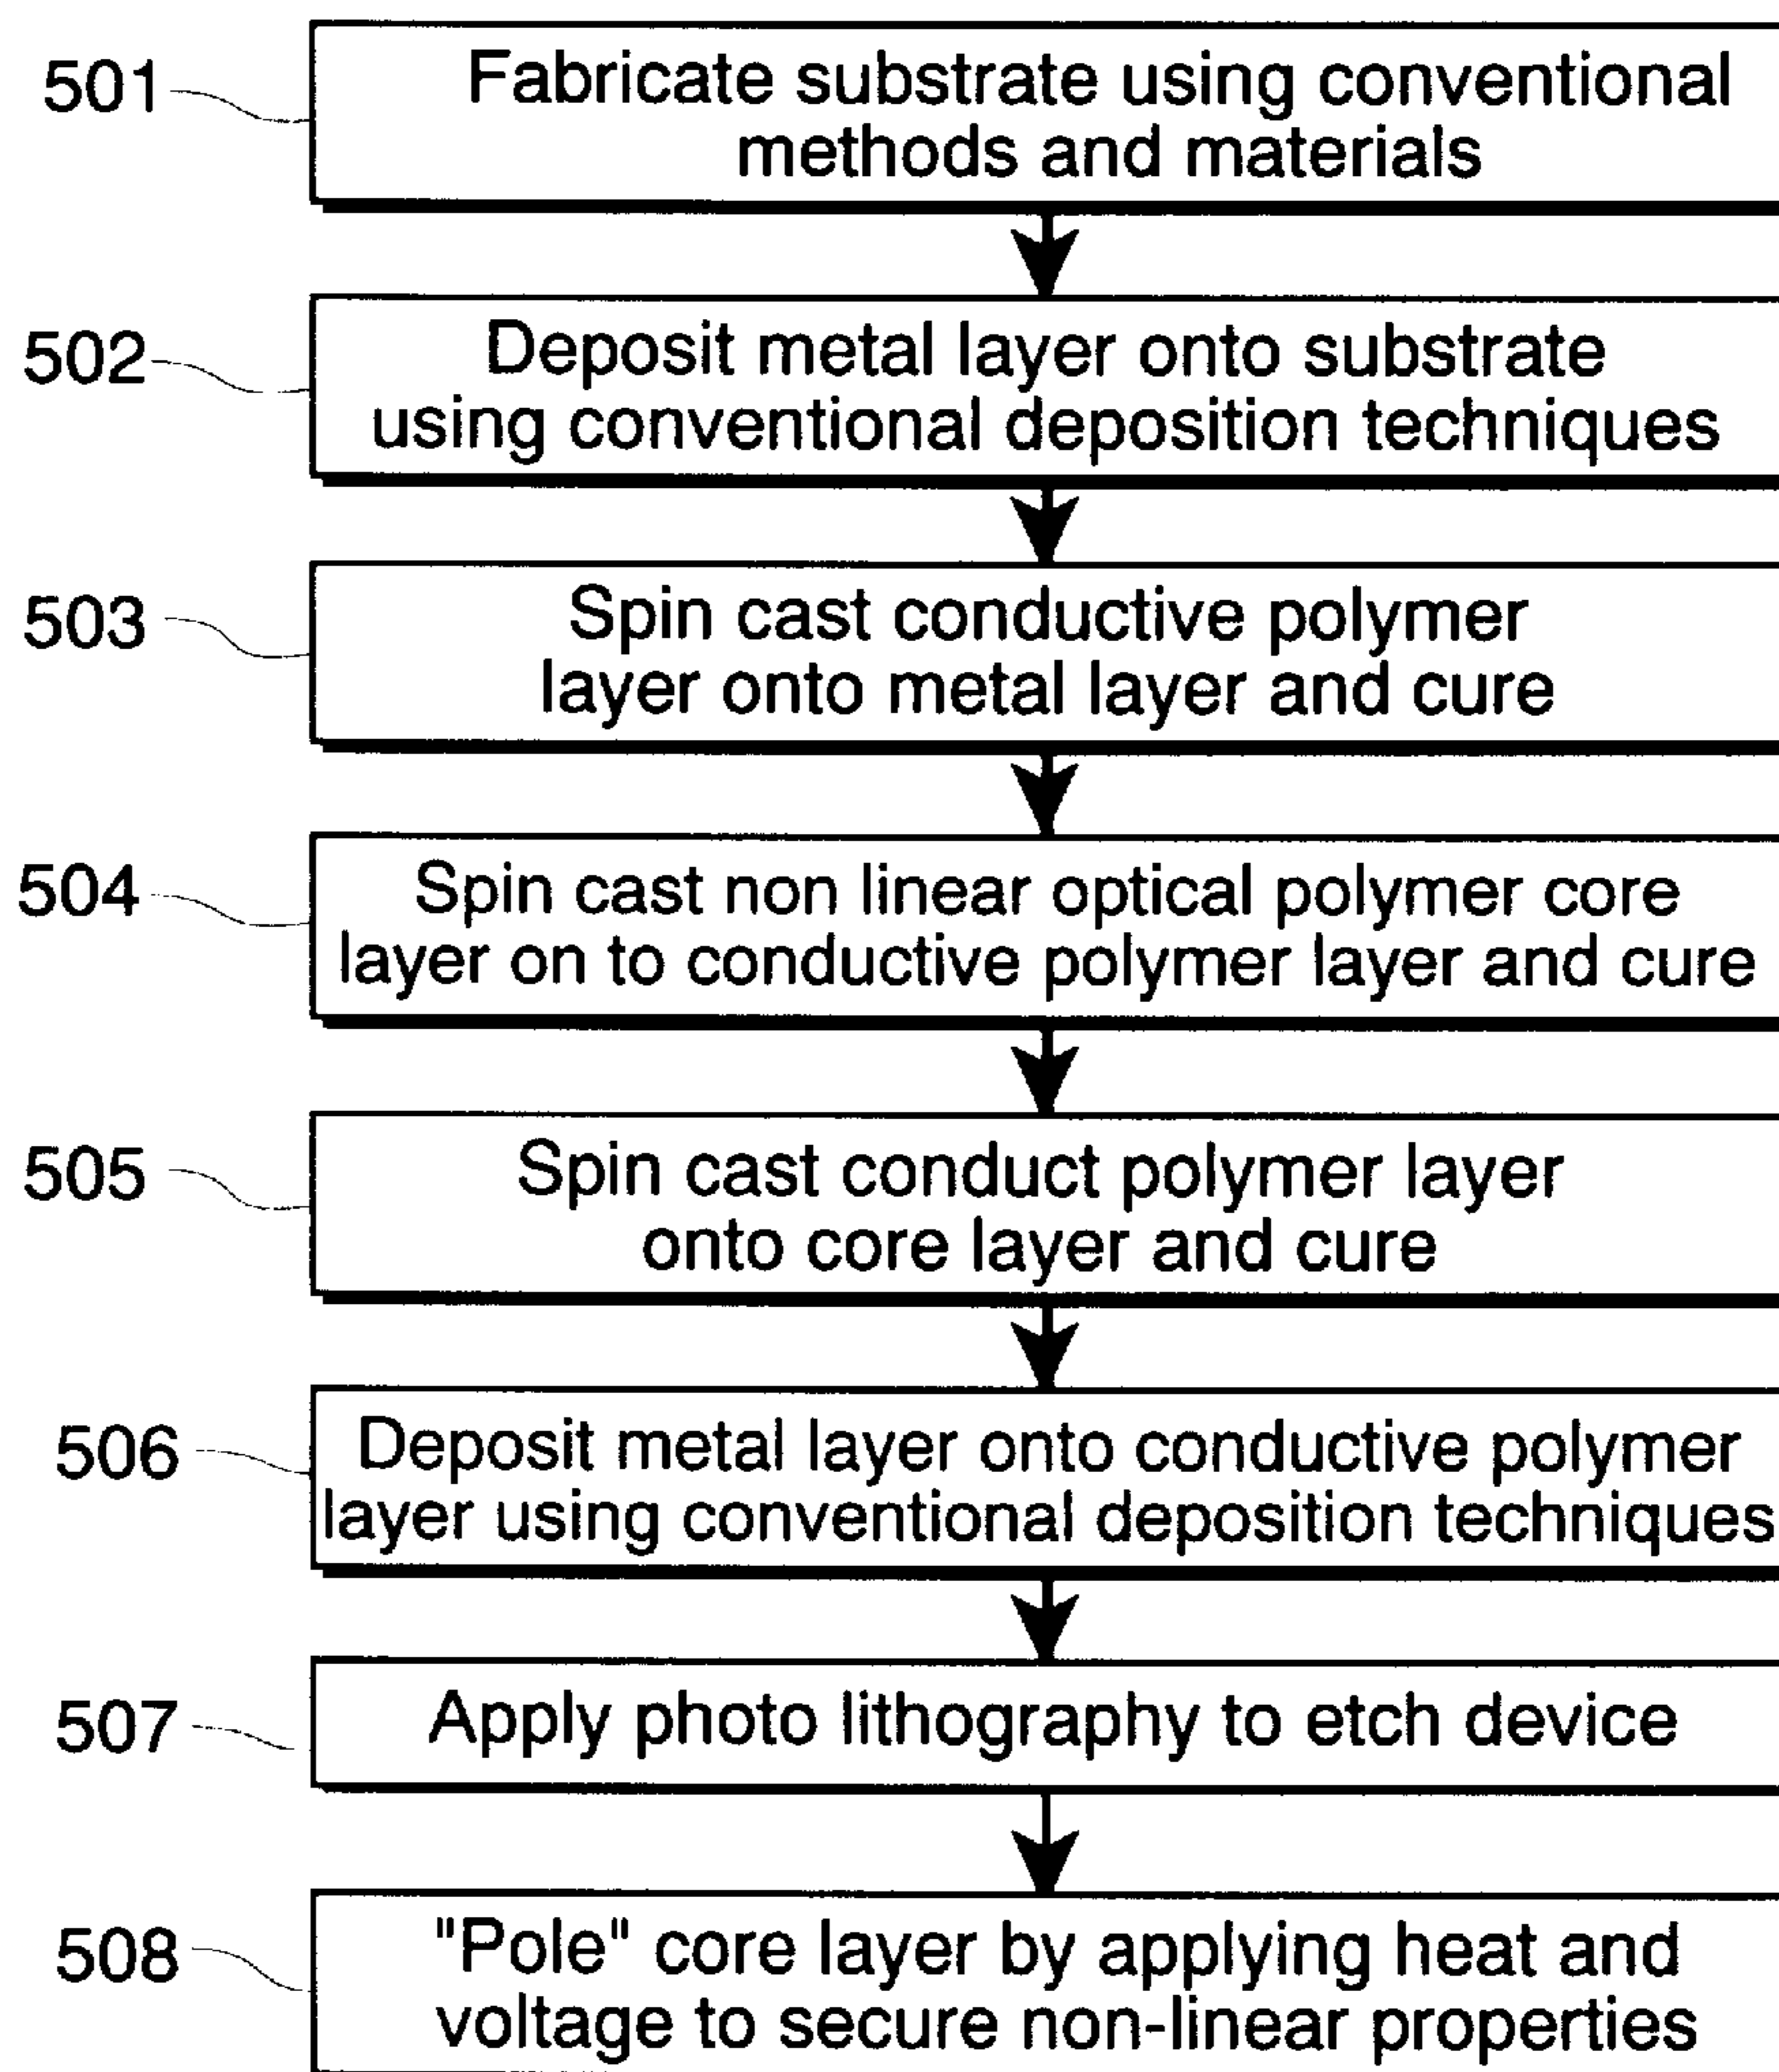 501
Fabricate substrate using conventional
methods and materials
502
Deposit metal layer onto substrate
using conventional deposition techniques
503
Spin cast conductive polymer
layer onto metal layer and cure
504
Spin cast non linear optical polymer core
layer on to conductive polymer layer and cure
505
Spin cast conduct polymer layer
onto core layer and cure
506
Deposit metal layer onto conductive polymer
layer using conventional deposition techniques
507
Apply photo lithography to etch device
508
"Pole" core layer by applying heat and
voltage to secure non-linear properties